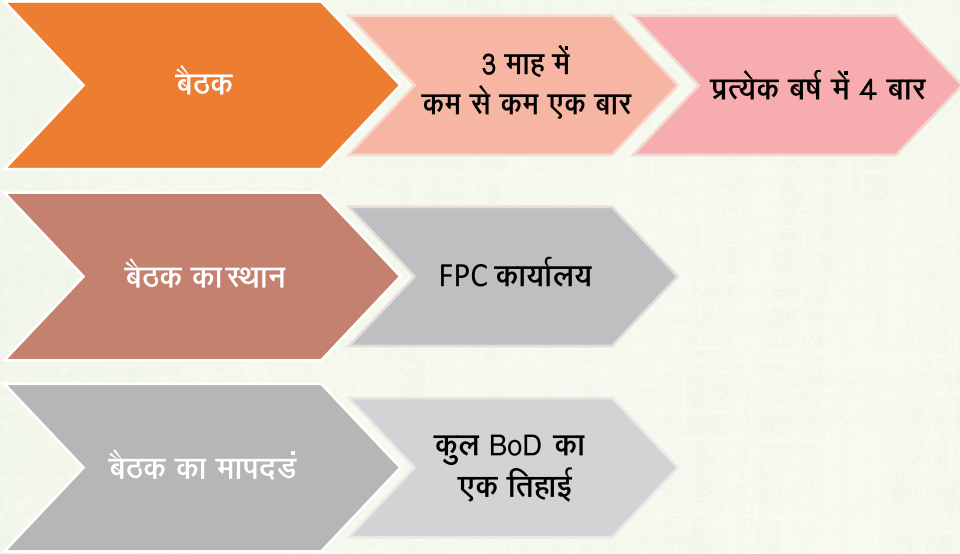 बैठक
3 माह में
कम से कम एक बार
प्रत्येक बर्ष में 4 बार
बैठक का स्थान
FPC कार्यालय
बैठक का मापदडं
कुल BoD का
एक तिहाई